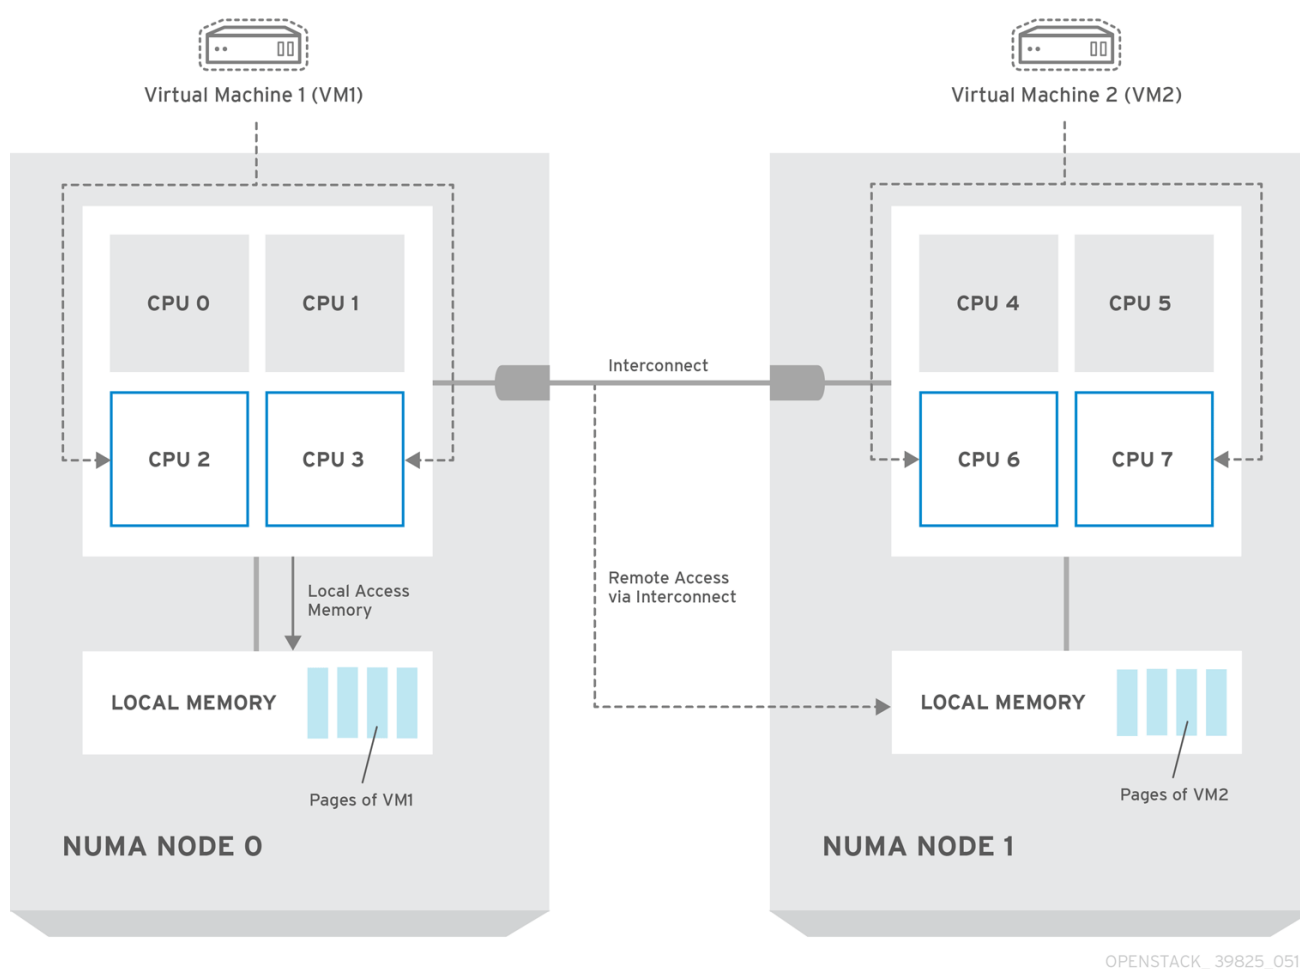 Virtual Machine 1 (VM1)
Virtual Machine 2 (VM2)
CPU 0
CPU 1
CPU 4
CPU 5
Interconnect
CPU 2
CPU 3
CPU 6
CPU 7
Local Access
Memory
Remote Access
via Interconnect
LOCAL MEMORY
LOCAL MEMORY
Pages of VM1
Pages of VM2
NUMA NODE 0
NUMA NODE 1
OPENSTACK_39825_051